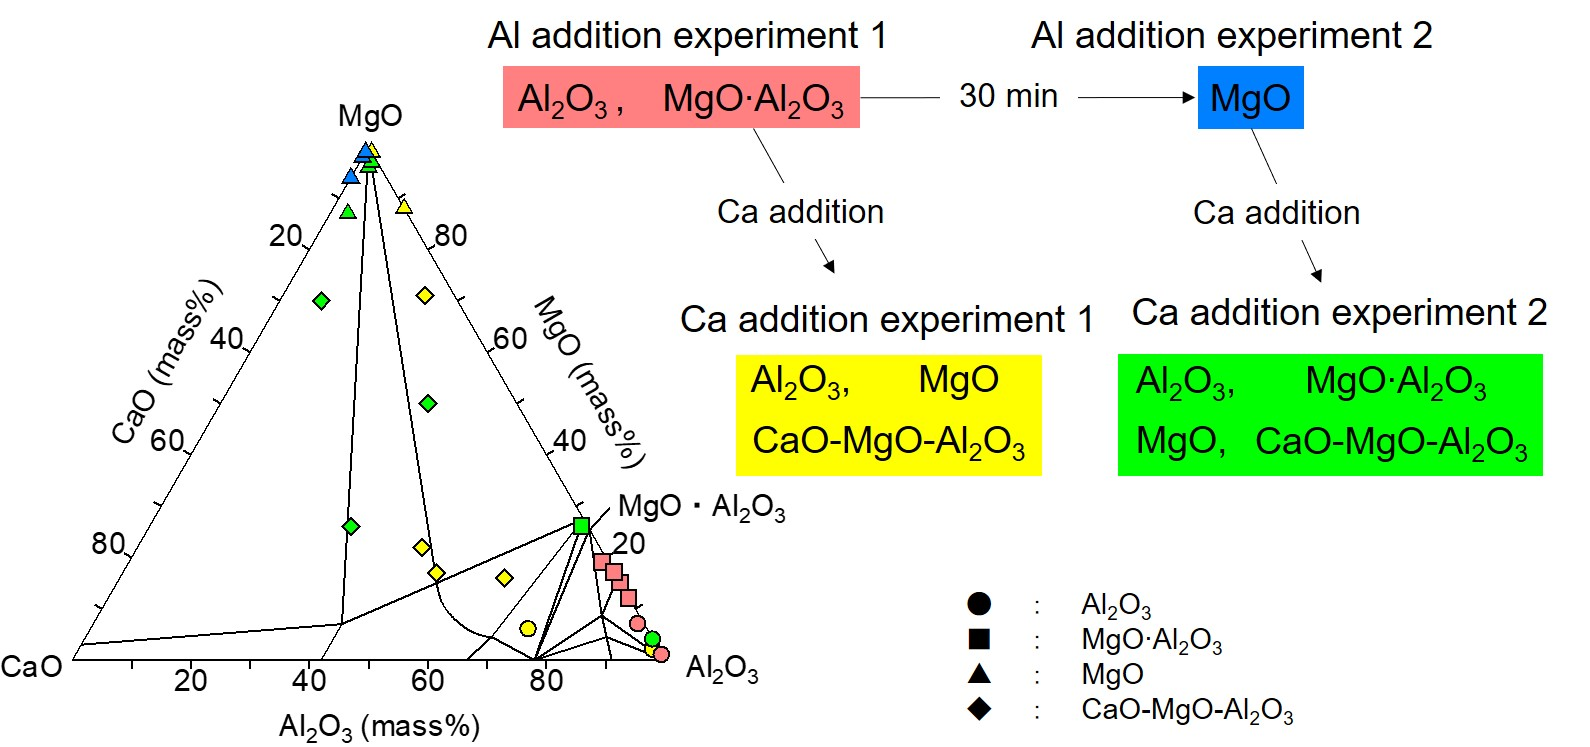 Al addition experiment 1
Al addition experiment 2
Al₂O₃ , MgO·Al₂O₃
30 min
MgO
Ca addition
Ca addition
Ca addition experiment 1
Ca addition experiment 2
Al₂O₃, MgO
CaO-MgO-Al₂O₃
Al₂O₃, MgO·Al₂O₃
MgO, CaO-MgO-Al₂O₃
MgO
20
80
40
60
60
40
80
20
CaO (mass%)
MgO (mass%)
MgO・Al₂O₃
CaO
Al₂O₃
20
40
60
80
Al₂O₃ (mass%)
: Al₂O₃
: MgO·Al₂O₃
: MgO
: CaO-MgO-Al₂O₃